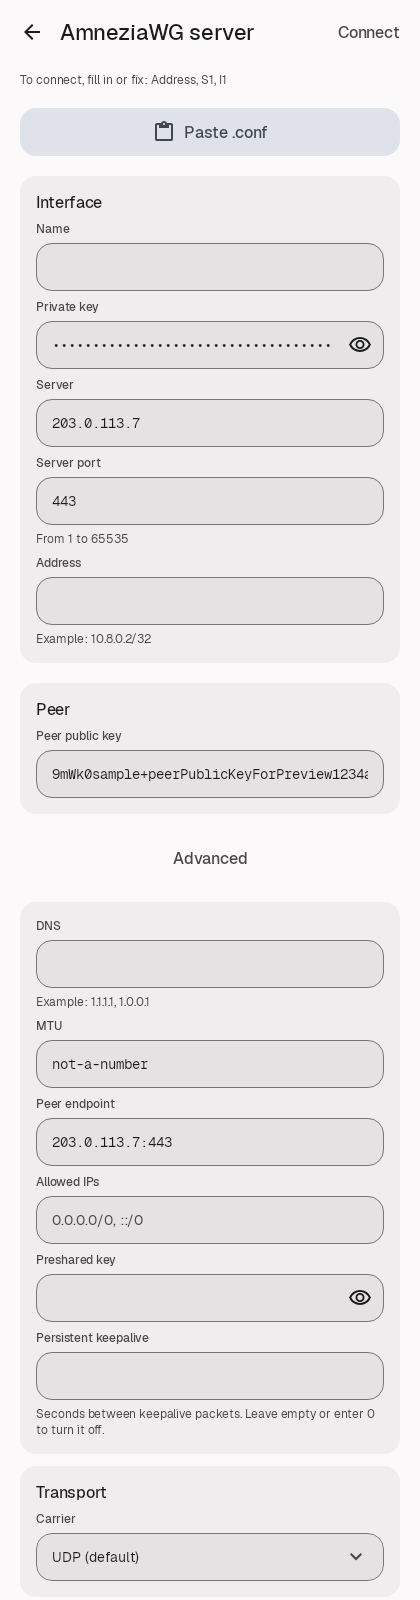 AmneziaWG server
Connect
To connect, fill in or fix: Address, S1, I1
Paste .conf
Interface
Name
Private key
••••••••••••••••••••••••••••••••••••
Server
203.0.113.7
Server port
443
From 1 to 65535
Address
Example: 10.8.0.2/32
Peer
Peer public key
9mWk0sample+peerPublicKeyForPreview1234a
Advanced
DNS
Example: 1.1.1.1, 1.0.0.1
MTU
not-a-number
Peer endpoint
203.0.113.7:443
Allowed IPs
0.0.0.0/0, ::/0
Preshared key
Persistent keepalive
Seconds between keepalive packets. Leave empty or enter 0
to turn it off.
Transport
Carrier
UDP (default)